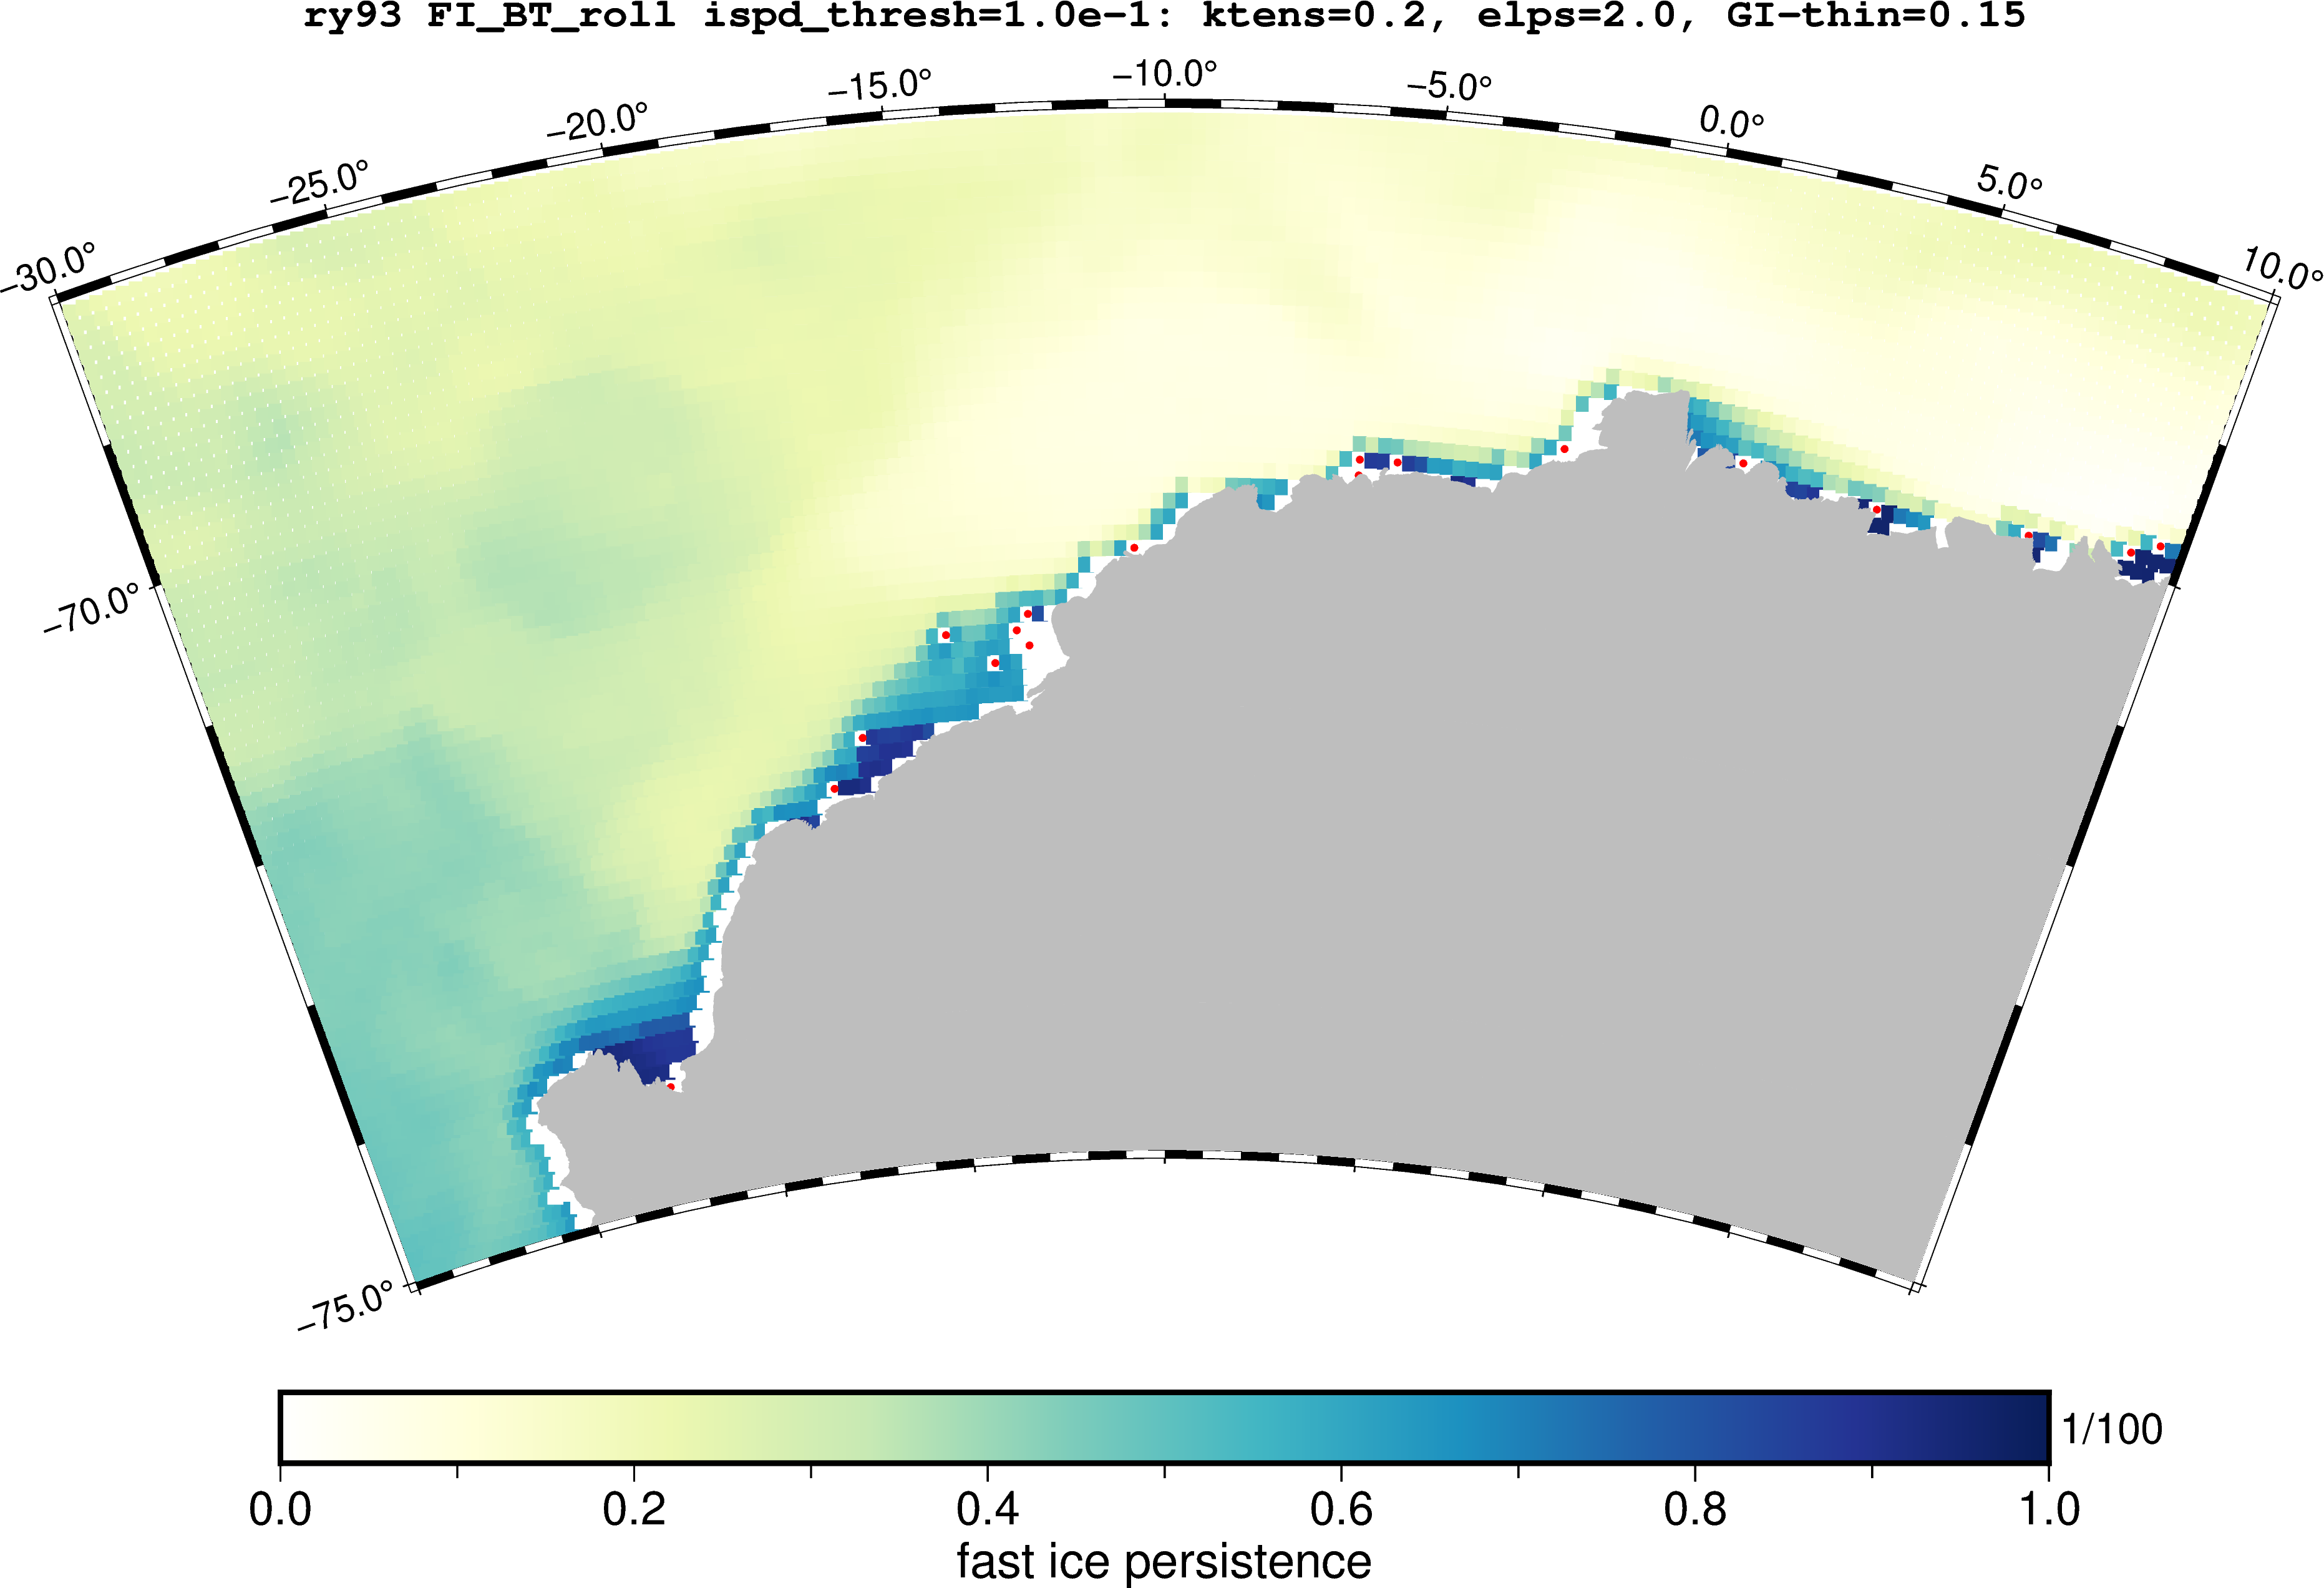 ry93 FI_BT_roll ispd_thresh=1.0e-1: ktens=0.2, elps=2.0, GI-thin=0.15
−30.0° −25.0° −20.0° −15.0° −10.0° −5.0° 0.0° 5.0° 10.0°
−70.0°
−75.0°
1/100
0.0 0.2 0.4 0.6 0.8 1.0
fast ice persistence